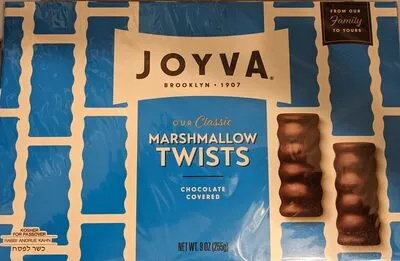 FROM OUR
Family
TO YOURS
JOYVA®
BROOKLYN • 1907
OUR Classic
MARSHMALLOW
TWISTS
CHOCOLATE
COVERED
KOSHER
FOR PASSOVER
RABBI ANDRUE KAHN
כשר לפסח
NET WT. 9 OZ (255g)